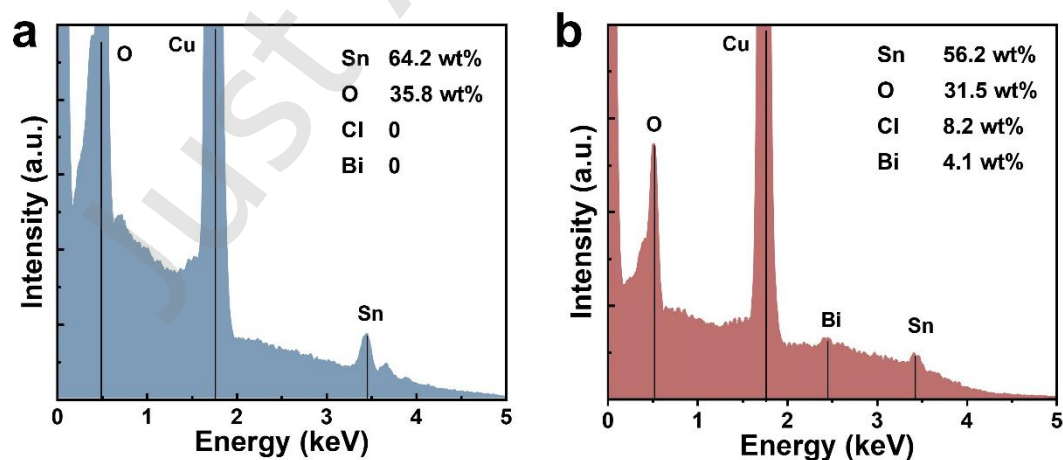 a
O
Cu
Sn 64.2 wt%
O 35.8 wt%
Cl 0
Bi 0
Sn
Intensity (a.u.)
0 1 2 3 4 5
Energy (keV)
b
Cu
O
Sn 56.2 wt%
O 31.5 wt%
Cl 8.2 wt%
Bi 4.1 wt%
Bi
Sn
Intensity (a.u.)
0 1 2 3 4 5
Energy (keV)
just